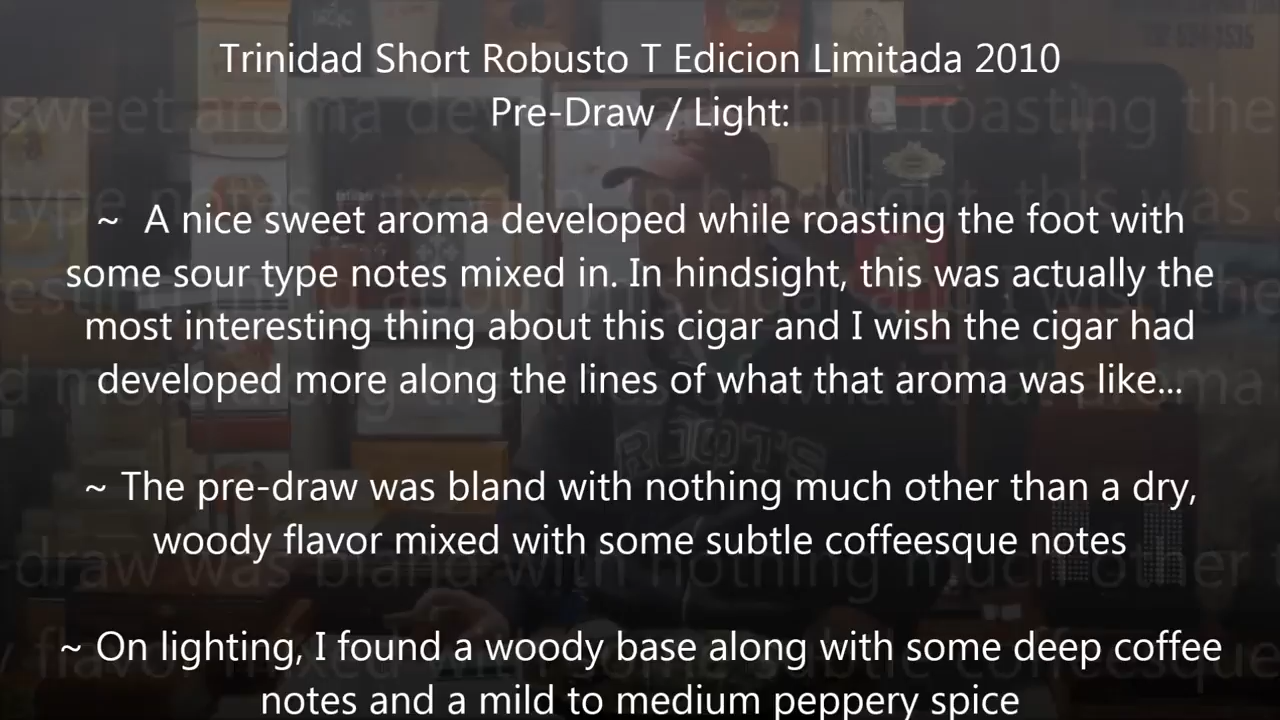 Trinidad Short Robusto T Edicion Limitada 2010
Pre-Draw / Light:
~ A nice sweet aroma developed while roasting the foot with
some sour type notes mixed in. In hindsight, this was actually the
most interesting thing about this cigar and I wish the cigar had
developed more along the lines of what that aroma was like...
~ The pre-draw was bland with nothing much other than a dry,
woody flavor mixed with some subtle coffeesque notes
~ On lighting, I found a woody base along with some deep coffee
notes and a mild to medium peppery spice
ROOTS